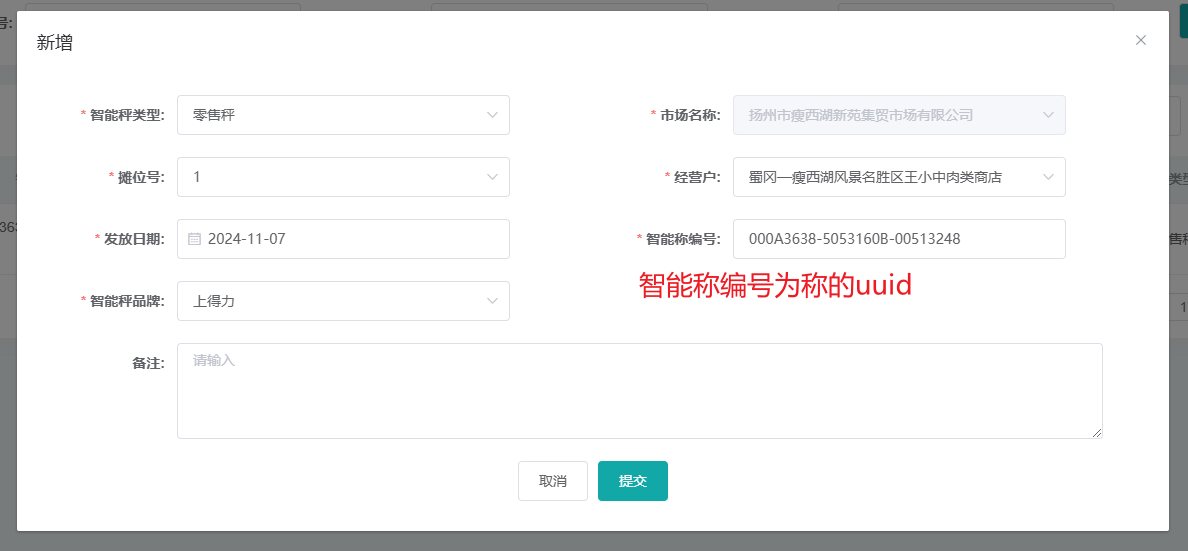 号:
新增
* 智能秤类型: 零售秤
* 市场名称: 扬州市瘦西湖新苑集贸市场有限公司
* 摊位号: 1
* 经营户: 蜀冈—瘦西湖风景名胜区王小中肉类商店
类型
* 发放日期: 2024-11-07
* 智能称编号: 000A3638-5053160B-00513248
363
售秤
智能称编号为称的uuid
* 智能秤品牌: 上得力
1
备注: 请输入
取消 提交